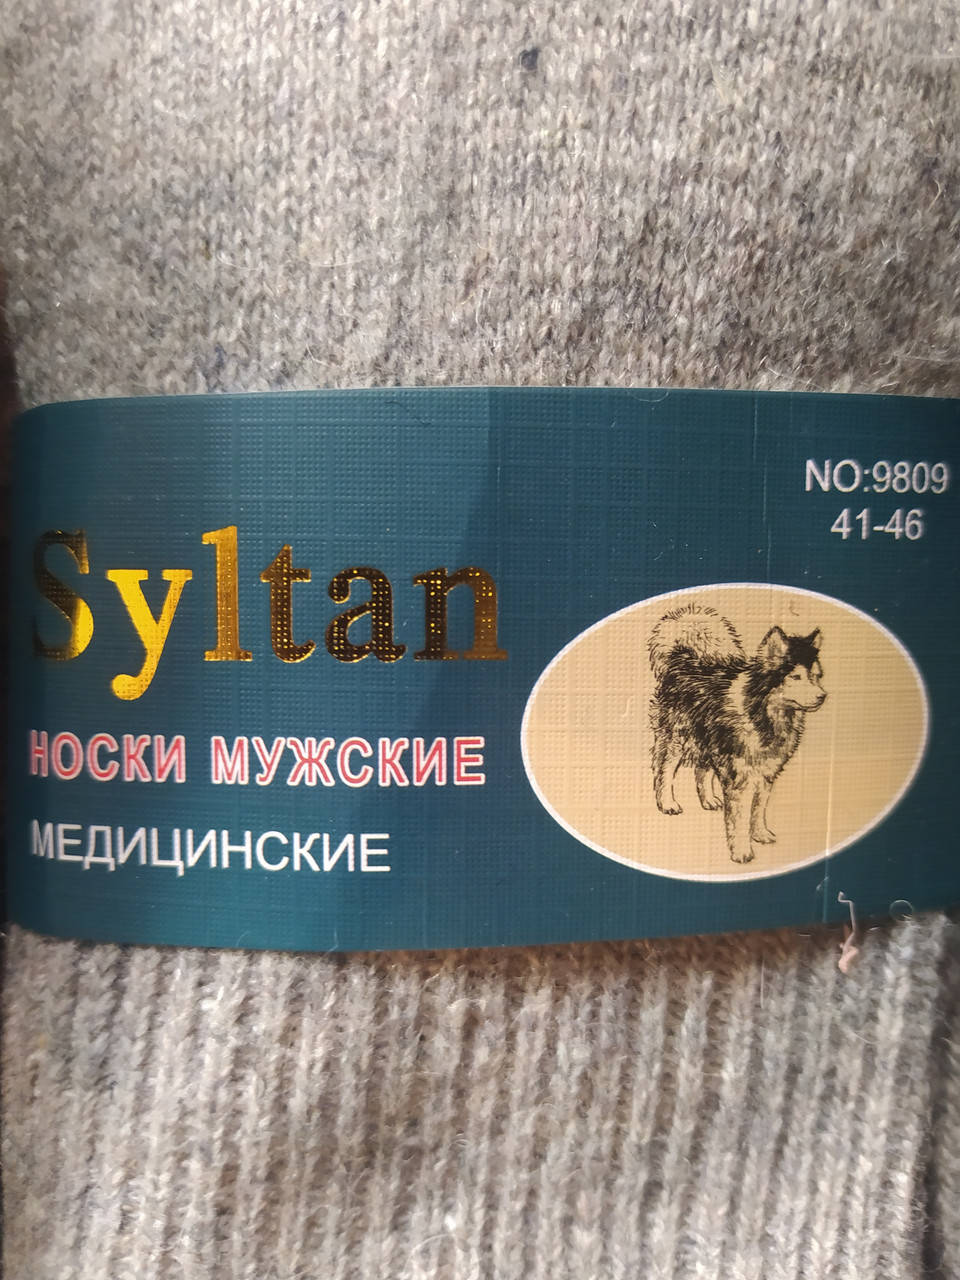 NO:9809
41-46
Syltan
НОСКИ МУЖСКИЕ
МЕДИЦИНСКИЕ